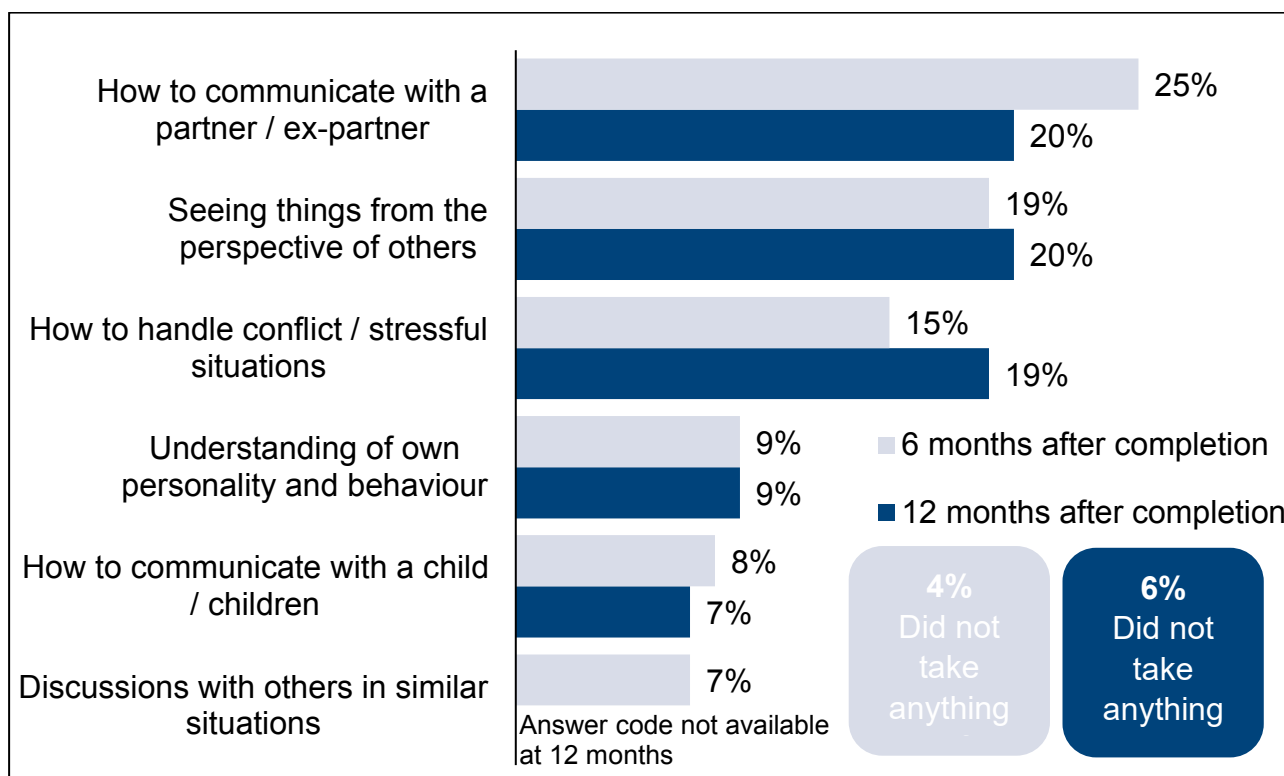 How to communicate with a
partner / ex-partner
25%
20%
Seeing things from the
perspective of others
19%
20%
How to handle conflict / stressful
situations
15%
19%
Understanding of own
personality and behaviour
9%
9%
6 months after completion
12 months after completion
How to communicate with a child
/ children
8%
7%
Discussions with others in similar
situations
7%
Answer code not available
at 12 months
4%
Did not
take
anything
6%
Did not
take
anything